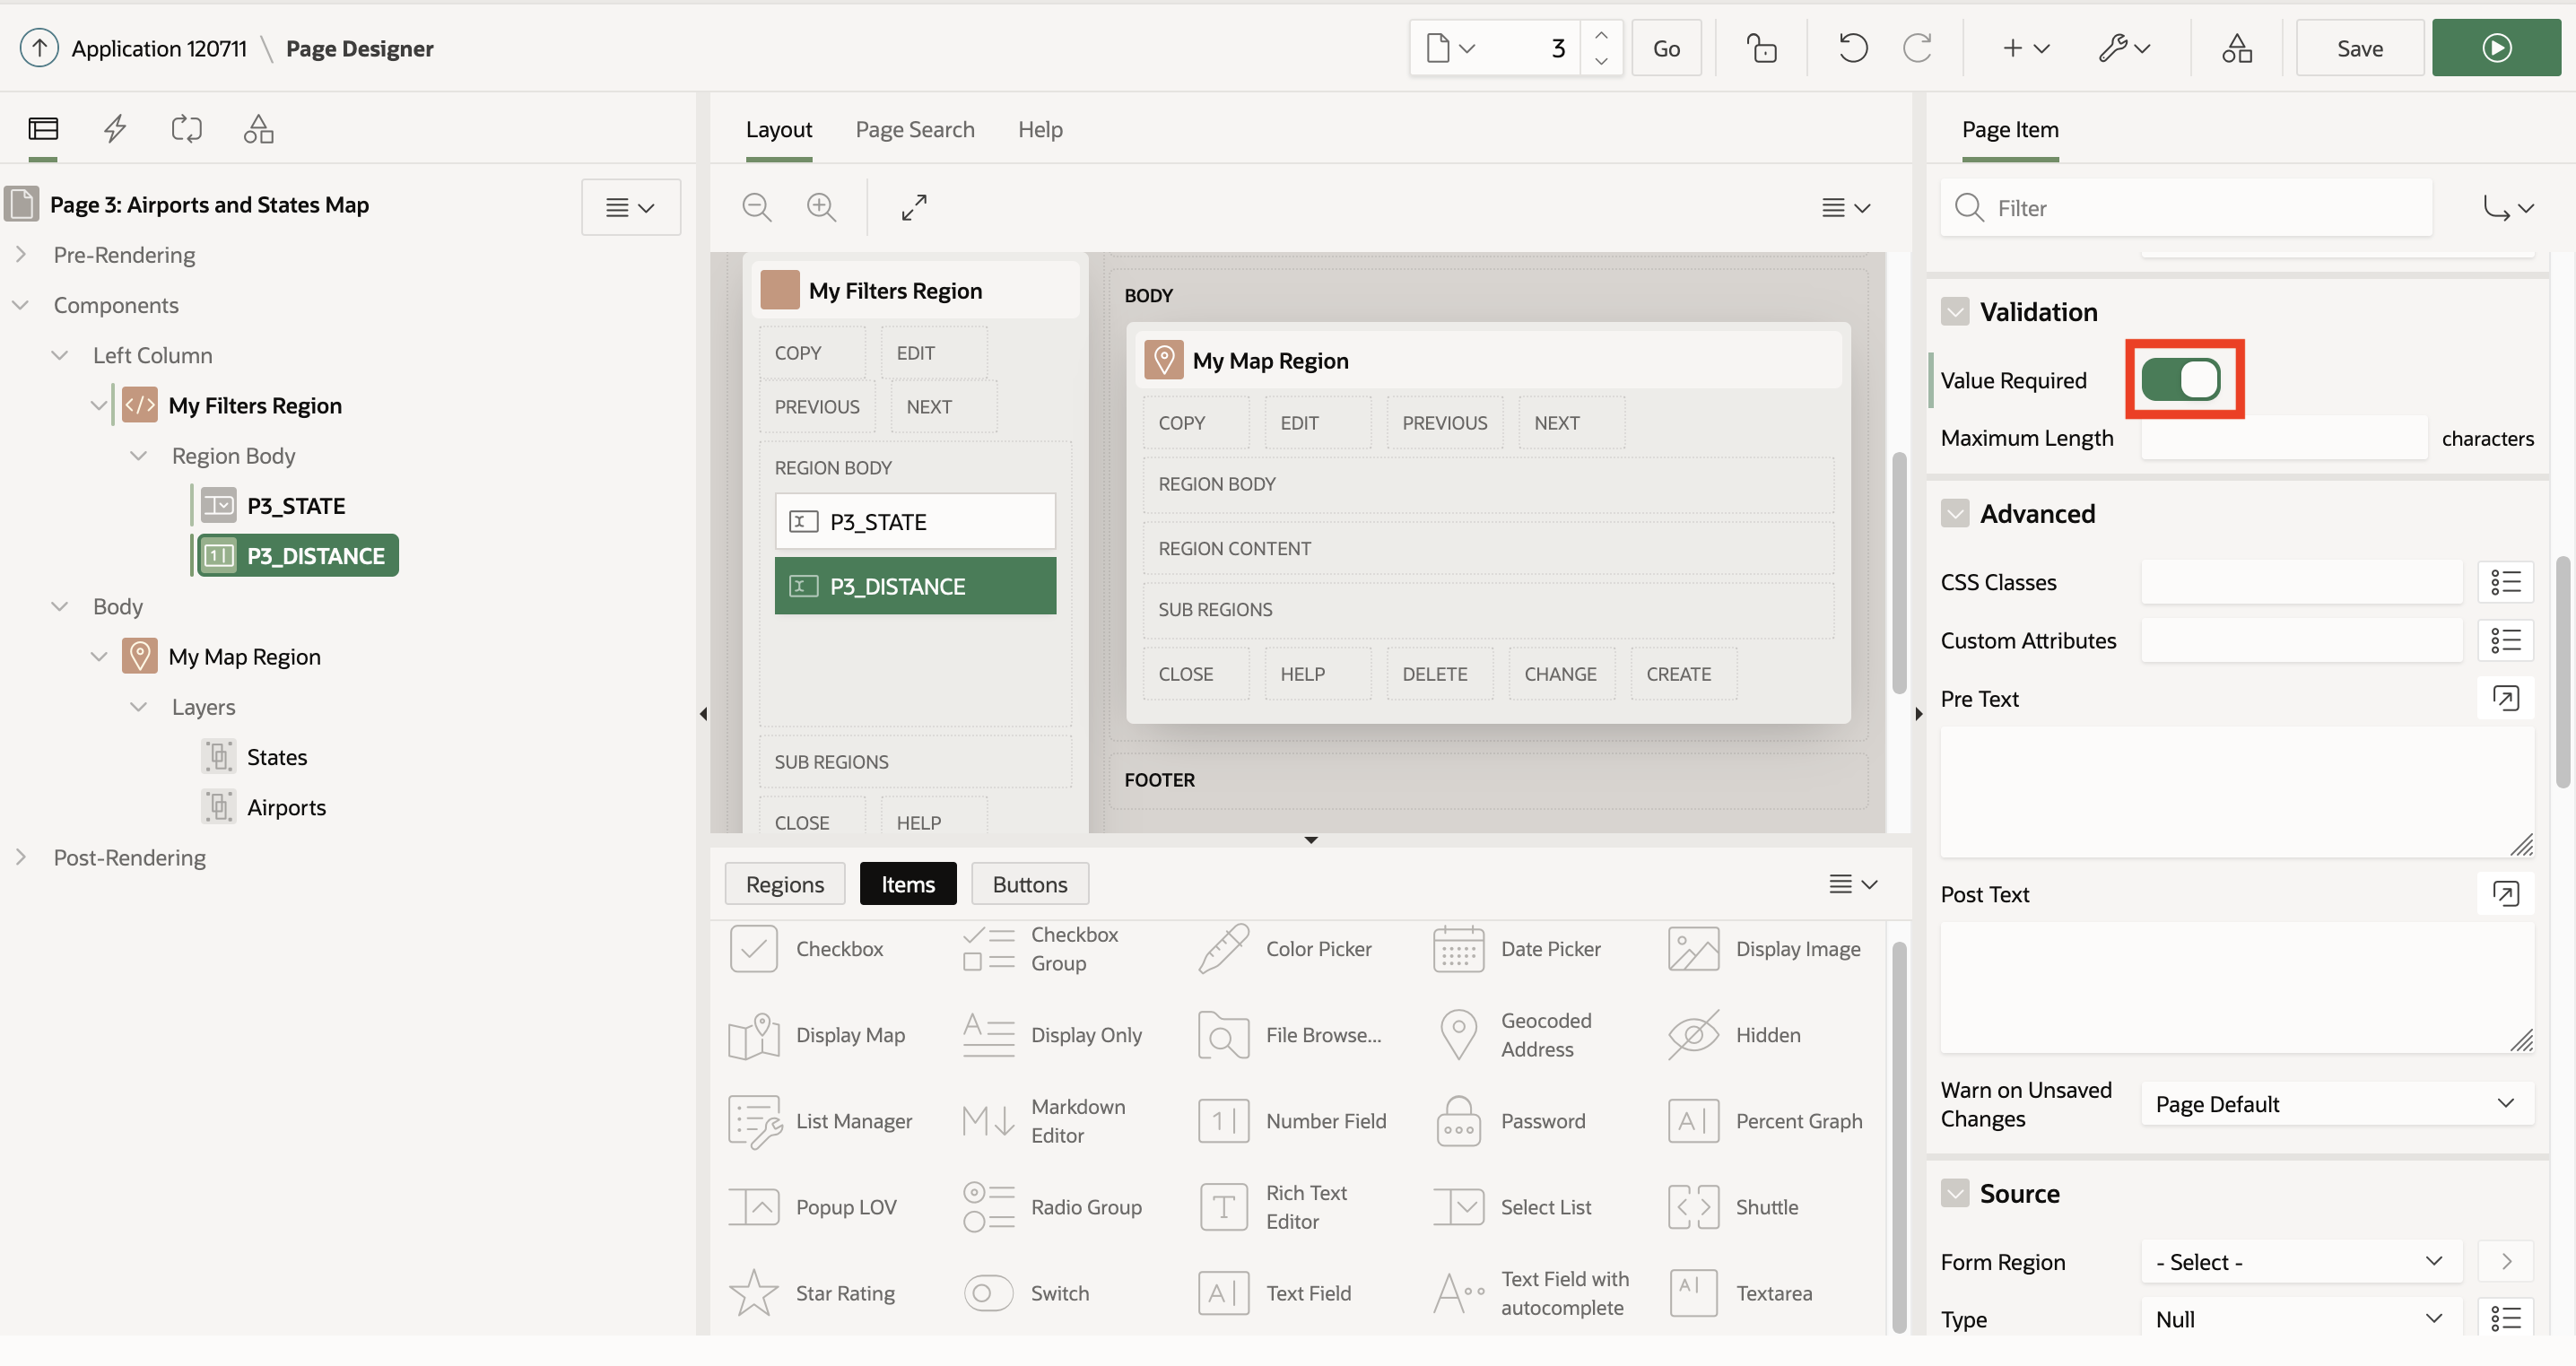 Application 120711 \ Page Designer
3
Go
Save
Page 3: Airports and States Map
Pre-Rendering
Components
Left Column
My Filters Region
Region Body
P3_STATE
P3_DISTANCE
Body
My Map Region
Layers
States
Airports
Post-Rendering
Layout
Page Search
Help
My Filters Region
COPY
EDIT
PREVIOUS
NEXT
REGION BODY
P3_STATE
P3_DISTANCE
SUB REGIONS
CLOSE
HELP
BODY
My Map Region
COPY
EDIT
PREVIOUS
NEXT
REGION BODY
REGION CONTENT
SUB REGIONS
CLOSE
HELP
DELETE
CHANGE
CREATE
FOOTER
Regions
Items
Buttons
Checkbox
Checkbox
Group
Color Picker
Date Picker
Display Image
Display Map
Display Only
File Browse...
Geocoded
Address
Hidden
List Manager
Markdown
Editor
Number Field
Password
Percent Graph
Popup LOV
Radio Group
Rich Text
Editor
Select List
Shuttle
Star Rating
Switch
Text Field
Text Field with
autocomplete
Textarea
Page Item
Filter
Validation
Value Required
Maximum Length
characters
Advanced
CSS Classes
Custom Attributes
Pre Text
Post Text
Warn on Unsaved
Changes
Page Default
Source
Form Region
- Select -
Type
Null